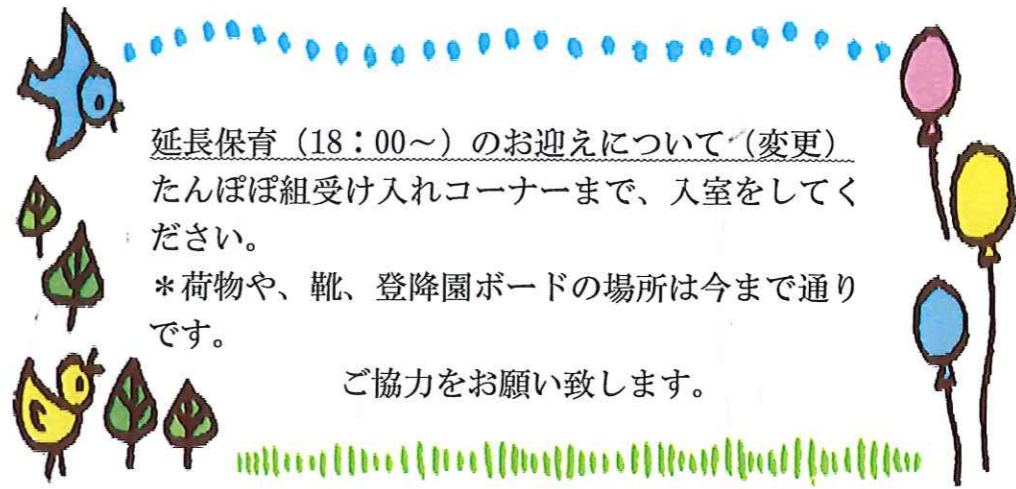 延長保育（18：00～）のお迎えについて（変更）
たんぽぽ組受け入れコーナーまで、入室をしてく
ださい。
＊荷物や、靴、登降園ボードの場所は今まで通り
です。
ご協力をお願い致します。